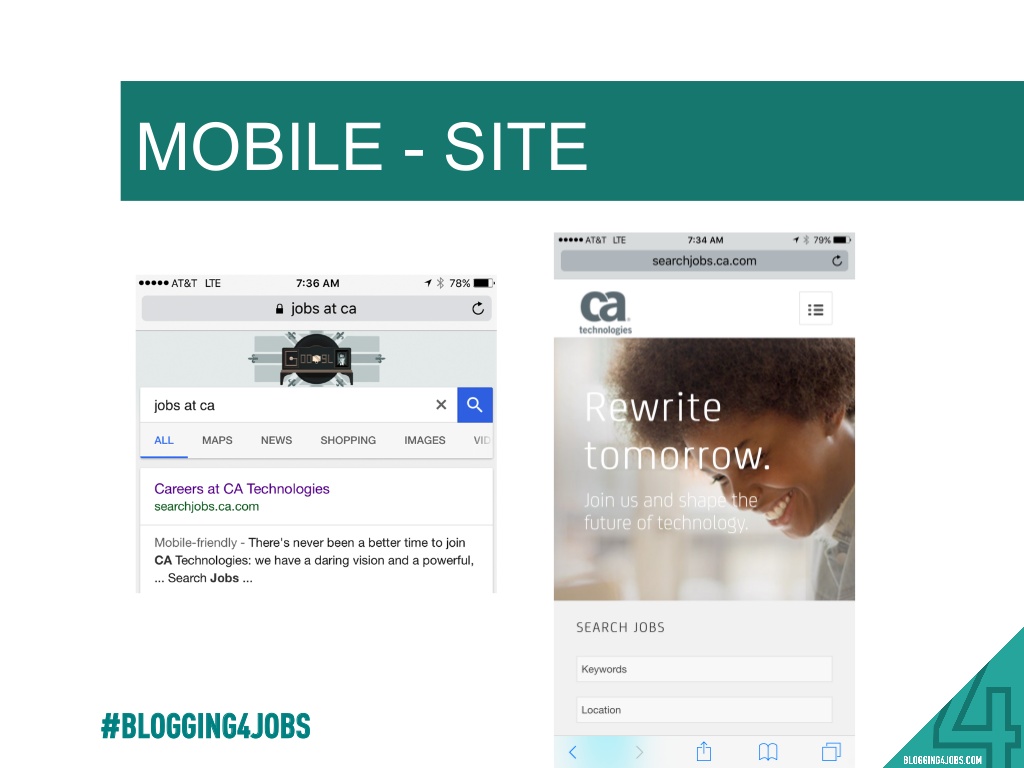 MOBILE - SITE
AT&T LTE 7:36 AM 78%
jobs at ca
jobs at ca
ALL MAPS NEWS SHOPPING IMAGES VID
Careers at CA Technologies
searchjobs.ca.com
Mobile-friendly - There's never been a better time to join
CA Technologies: we have a daring vision and a powerful,
... Search Jobs ...
AT&T LTE 7:34 AM 79%
searchjobs.ca.com
ca
technologies
Rewrite
tomorrow.
Join us and shape the
future of technology.
SEARCH JOBS
Keywords
Location
#BLOGGING4JOBS
4
BLOGGING4JOBS.COM